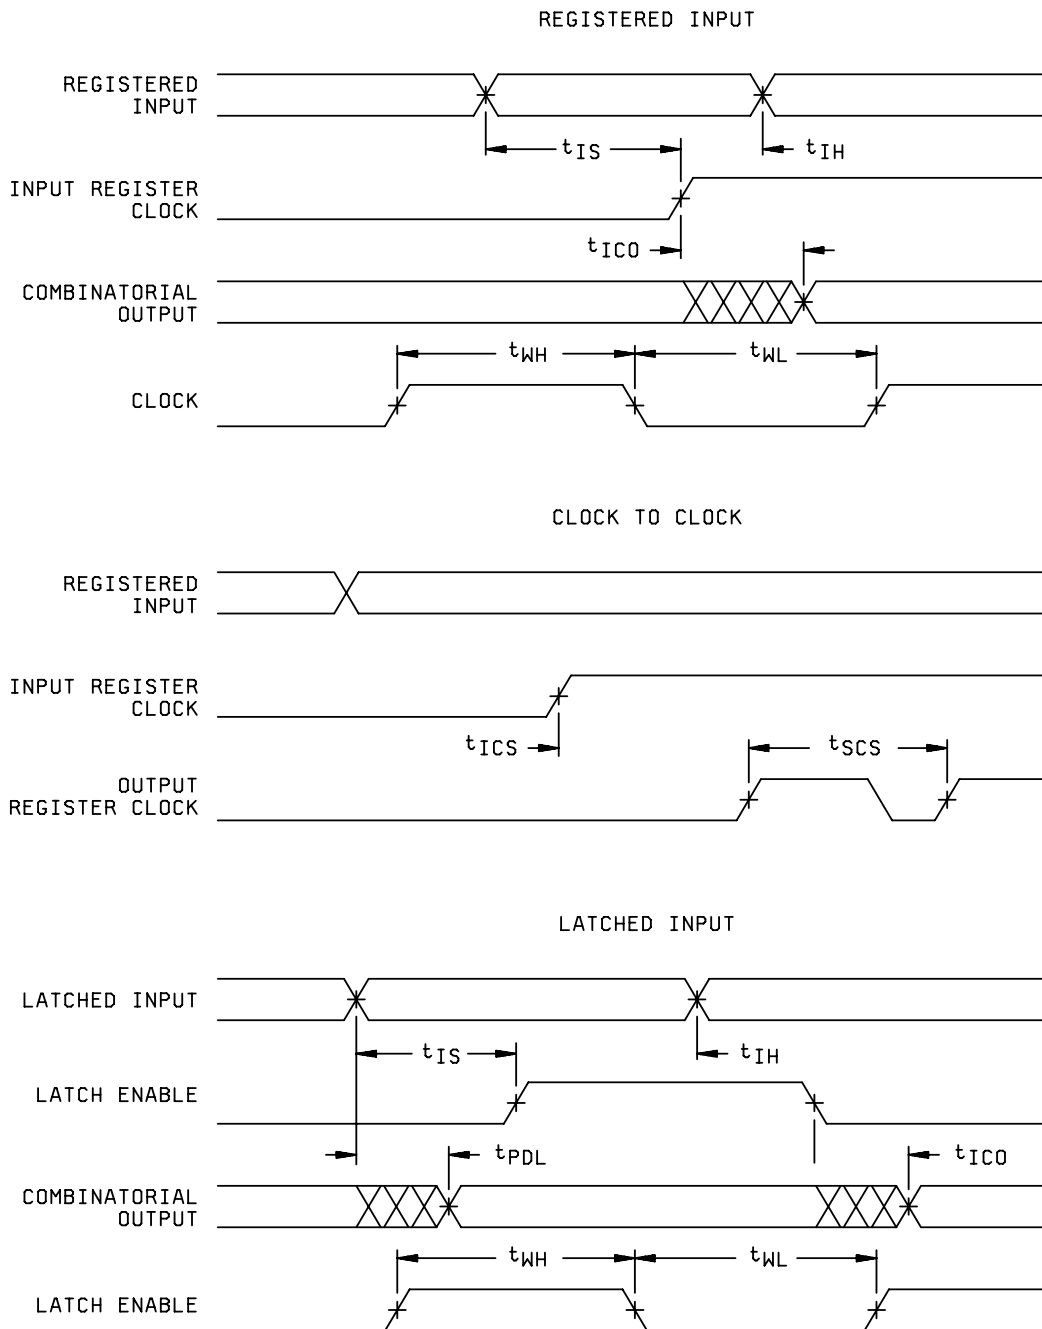 REGISTERED INPUT
REGISTERED
INPUT
tIS
tIH
INPUT REGISTER
CLOCK
tICO
COMBINATORIAL
OUTPUT
tWH
tWL
CLOCK
CLOCK TO CLOCK
REGISTERED
INPUT
INPUT REGISTER
CLOCK
tICS
tSCS
OUTPUT
REGISTER CLOCK
LATCHED INPUT
LATCHED INPUT
tIS
tIH
LATCH ENABLE
tPDL
tICO
COMBINATORIAL
OUTPUT
tWH
tWL
LATCH ENABLE